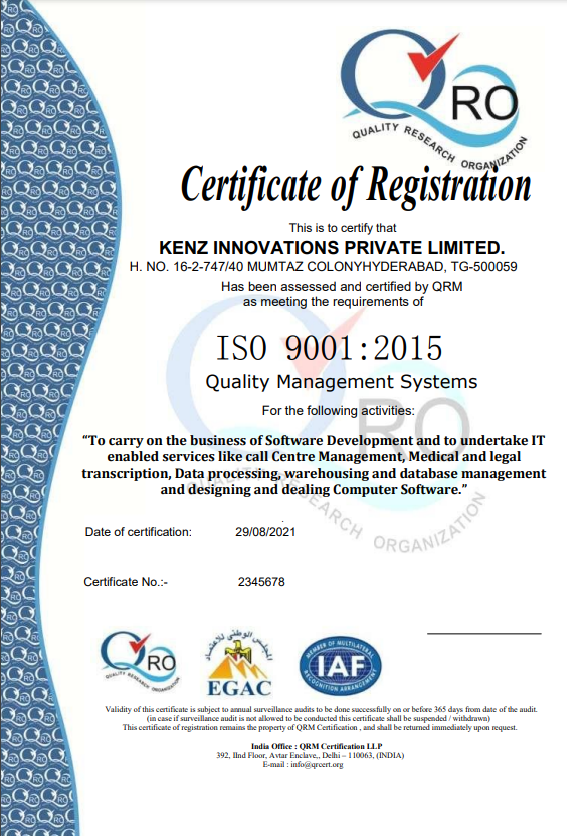 QRO
QUALITY RESEARCH ORGANIZATION
Certificate of Registration
This is to certify that
KENZ INNOVATIONS PRIVATE LIMITED.
H. NO. 16-2-747/40 MUMTAZ COLONYHYDERABAD, TG-500059
Has been assessed and certified by QRM
as meeting the requirements of
ISO 9001:2015
Quality Management Systems
For the following activities:
“To carry on the business of Software Development and to undertake IT
enabled services like call Centre Management, Medical and legal
transcription, Data processing, warehousing and database management
and designing and dealing Computer Software.”
QRO
QUALITY RESEARCH ORGANIZATION
Date of certification: 29/08/2021
Certificate No.:- 2345678
QRO
QUALITY RESEARCH ORGANIZATION
المجلس الوطني للاعتماد
EGAC
MEMBER OF MULTILATERAL
IAF
RECOGNITION ARRANGEMENT
Validity of this certificate is subject to annual surveillance audits to be done successfully on or before 365 days from date of the audit.
(in case if surveillance audit is not allowed to be conducted this certificate shall be suspended / withdrawn)
This certificate of registration remains the property of QRM Certification , and shall be returned immediately upon request.
India Office : QRM Certification LLP
392, IInd Floor, Avtar Enclave,, Delhi – 110063, (INDIA)
E-mail : imfo@qrcert.org